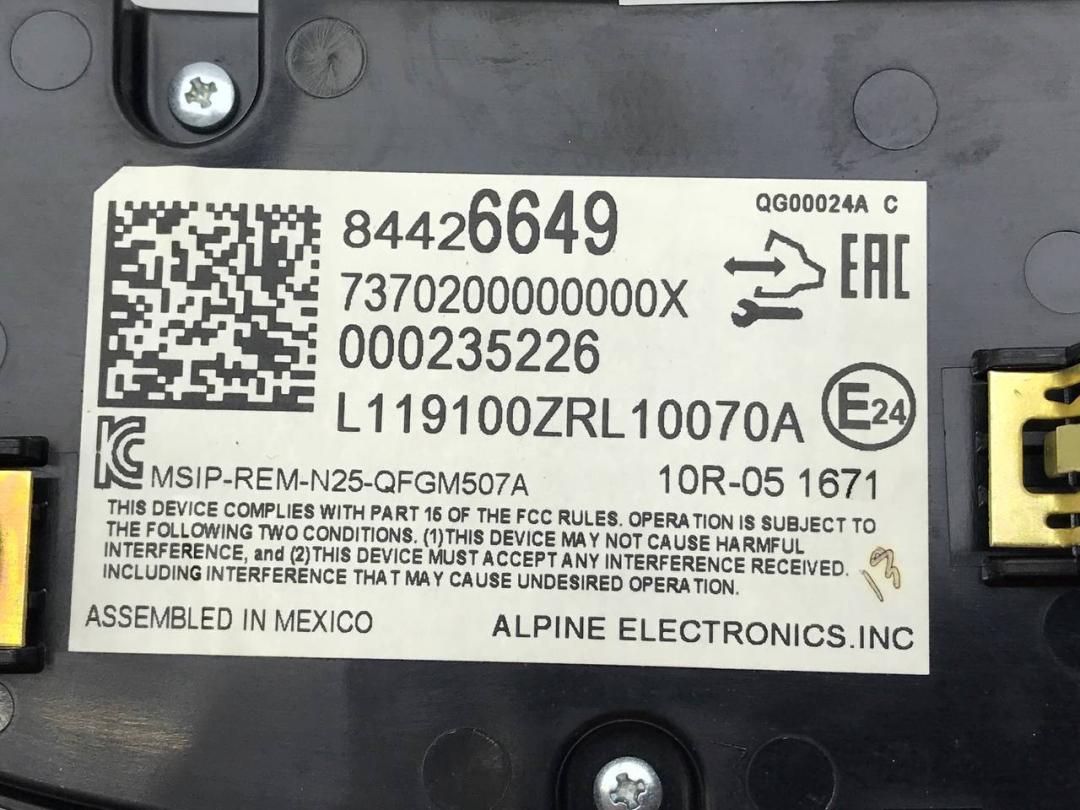 QG00024A C
84426649
7370200000000X
EAC
000235226
L119100ZRL10070A
E24
KC
MSIP-REM-N25-QFGM507A
10R-05 1671
THIS DEVICE COMPLIES WITH PART 15 OF THE FCC RULES. OPERATION IS SUBJECT TO
THE FOLLOWING TWO CONDITIONS. (1)THIS DEVICE MAY NOT CAUSE HARMFUL
INTERFERENCE, and (2)THIS DEVICE MUST ACCEPT ANY INTERFERENCE RECEIVED.
INCLUDING INTERFERENCE THAT MAY CAUSE UNDESIRED OPERATION.
13
ASSEMBLED IN MEXICO
ALPINE ELECTRONICS.INC